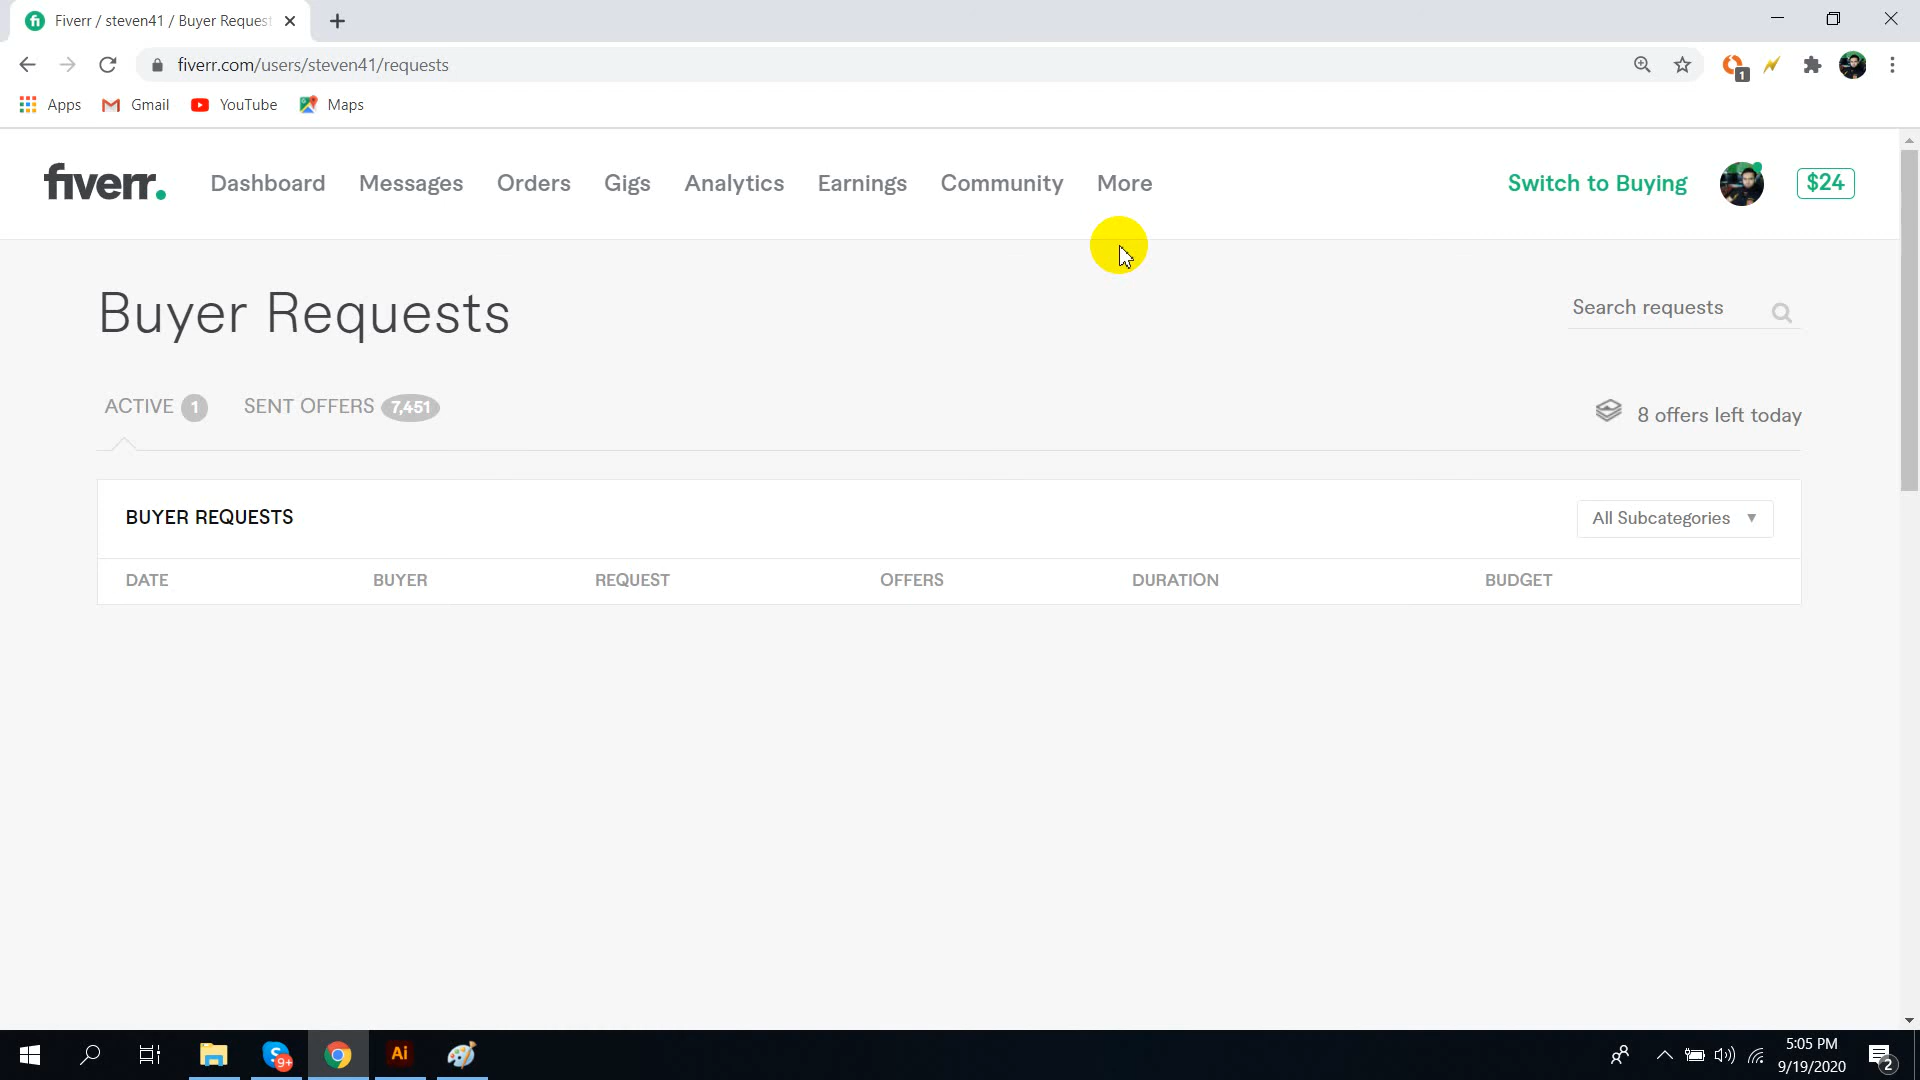 Fiverr / steven41 / Buyer Request
fiverr.com/users/steven41/requests
1
Apps Gmail YouTube Maps
fiverr. Dashboard Messages Orders Gigs Analytics Earnings Community More Switch to Buying $24
Buyer Requests
Search requests
ACTIVE 1 SENT OFFERS 7,451
8 offers left today
BUYER REQUESTS
All Subcategories
DATE BUYER REQUEST OFFERS DURATION BUDGET
S 9+ Ai
5:05 PM
9/19/2020
2